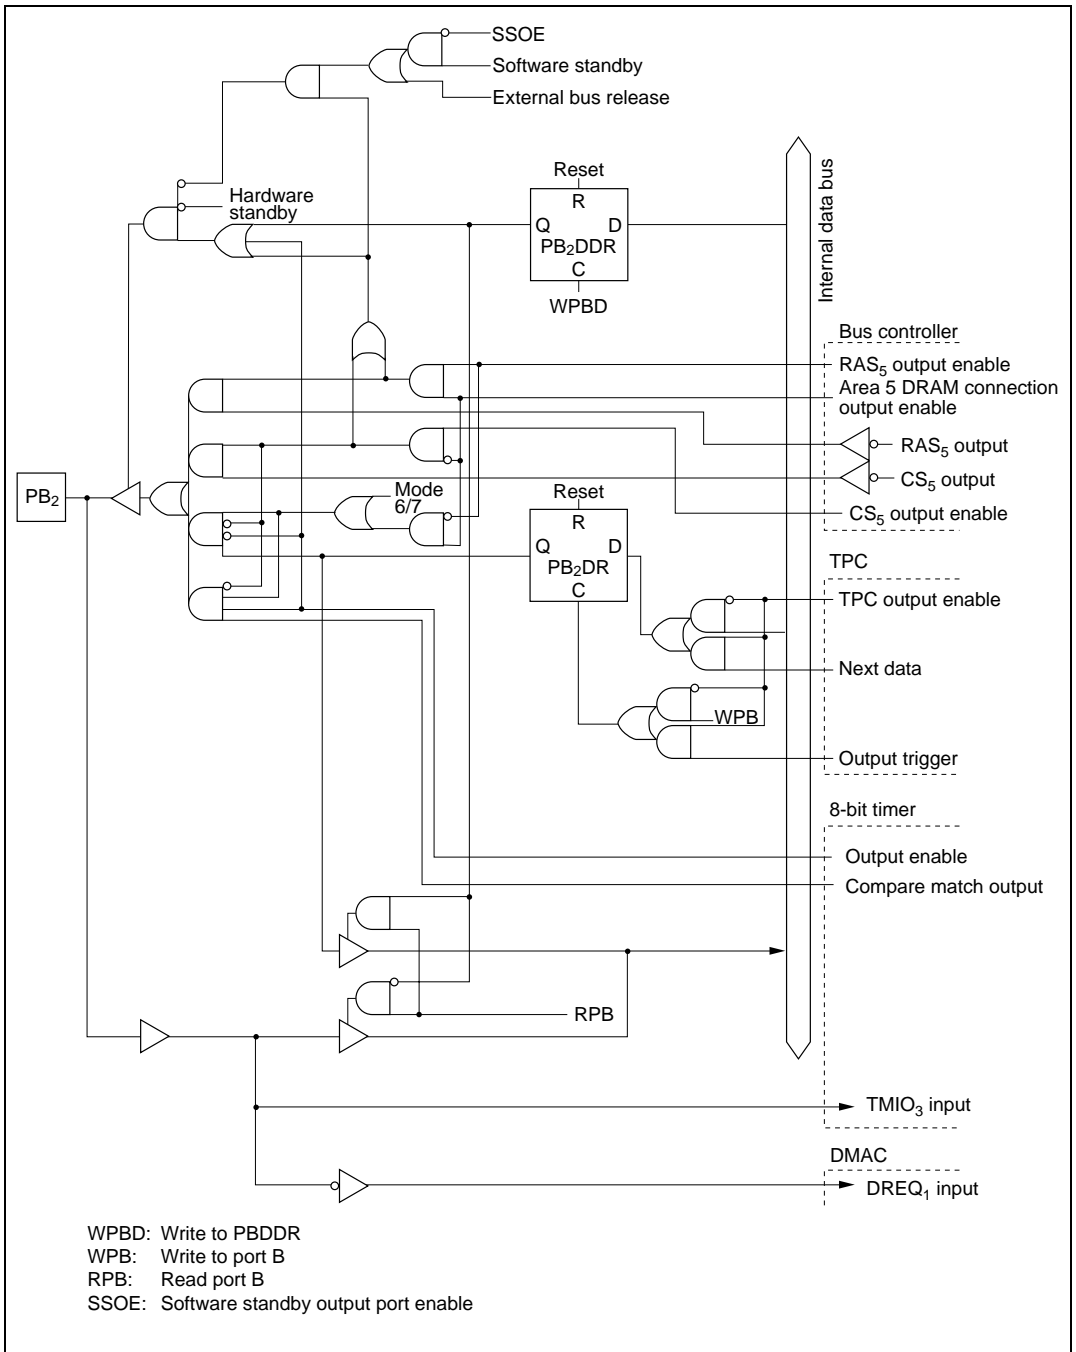 SSOE
Software standby
External bus release
Hardware
standby
Reset
R
Q D
PB₂DDR
C
WPBD
Internal data bus
Bus controller
RAS₅ output enable
Area 5 DRAM connection
output enable
RAS₅ output
CS₅ output
CS₅ output enable
PB₂
Mode
6/7
Reset
R
Q D
PB₂DR
C
TPC
TPC output enable
Next data
WPB
Output trigger
8-bit timer
Output enable
Compare match output
RPB
TMIO₃ input
DMAC
DREQ₁ input
WPBD: Write to PBDDR
WPB: Write to port B
RPB: Read port B
SSOE: Software standby output port enable